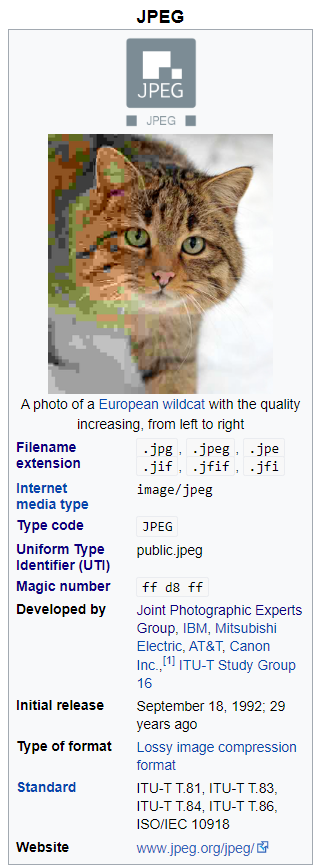 JPEG
JPEG
JPEG
A photo of a European wildcat with the quality
increasing, from left to right
Filename extension .jpg, .jpeg, .jpe
.jif, .jfif, .jfi
Internet media type image/jpeg
Type code JPEG
Uniform Type Identifier (UTI) public.jpeg
Magic number ff d8 ff
Developed by Joint Photographic Experts
Group, IBM, Mitsubishi
Electric, AT&T, Canon
Inc.,[1] ITU-T Study Group
16
Initial release September 18, 1992; 29
years ago
Type of format Lossy image compression
format
Standard ITU-T T.81, ITU-T T.83,
ITU-T T.84, ITU-T T.86,
ISO/IEC 10918
Website www.jpeg.org/jpeg/